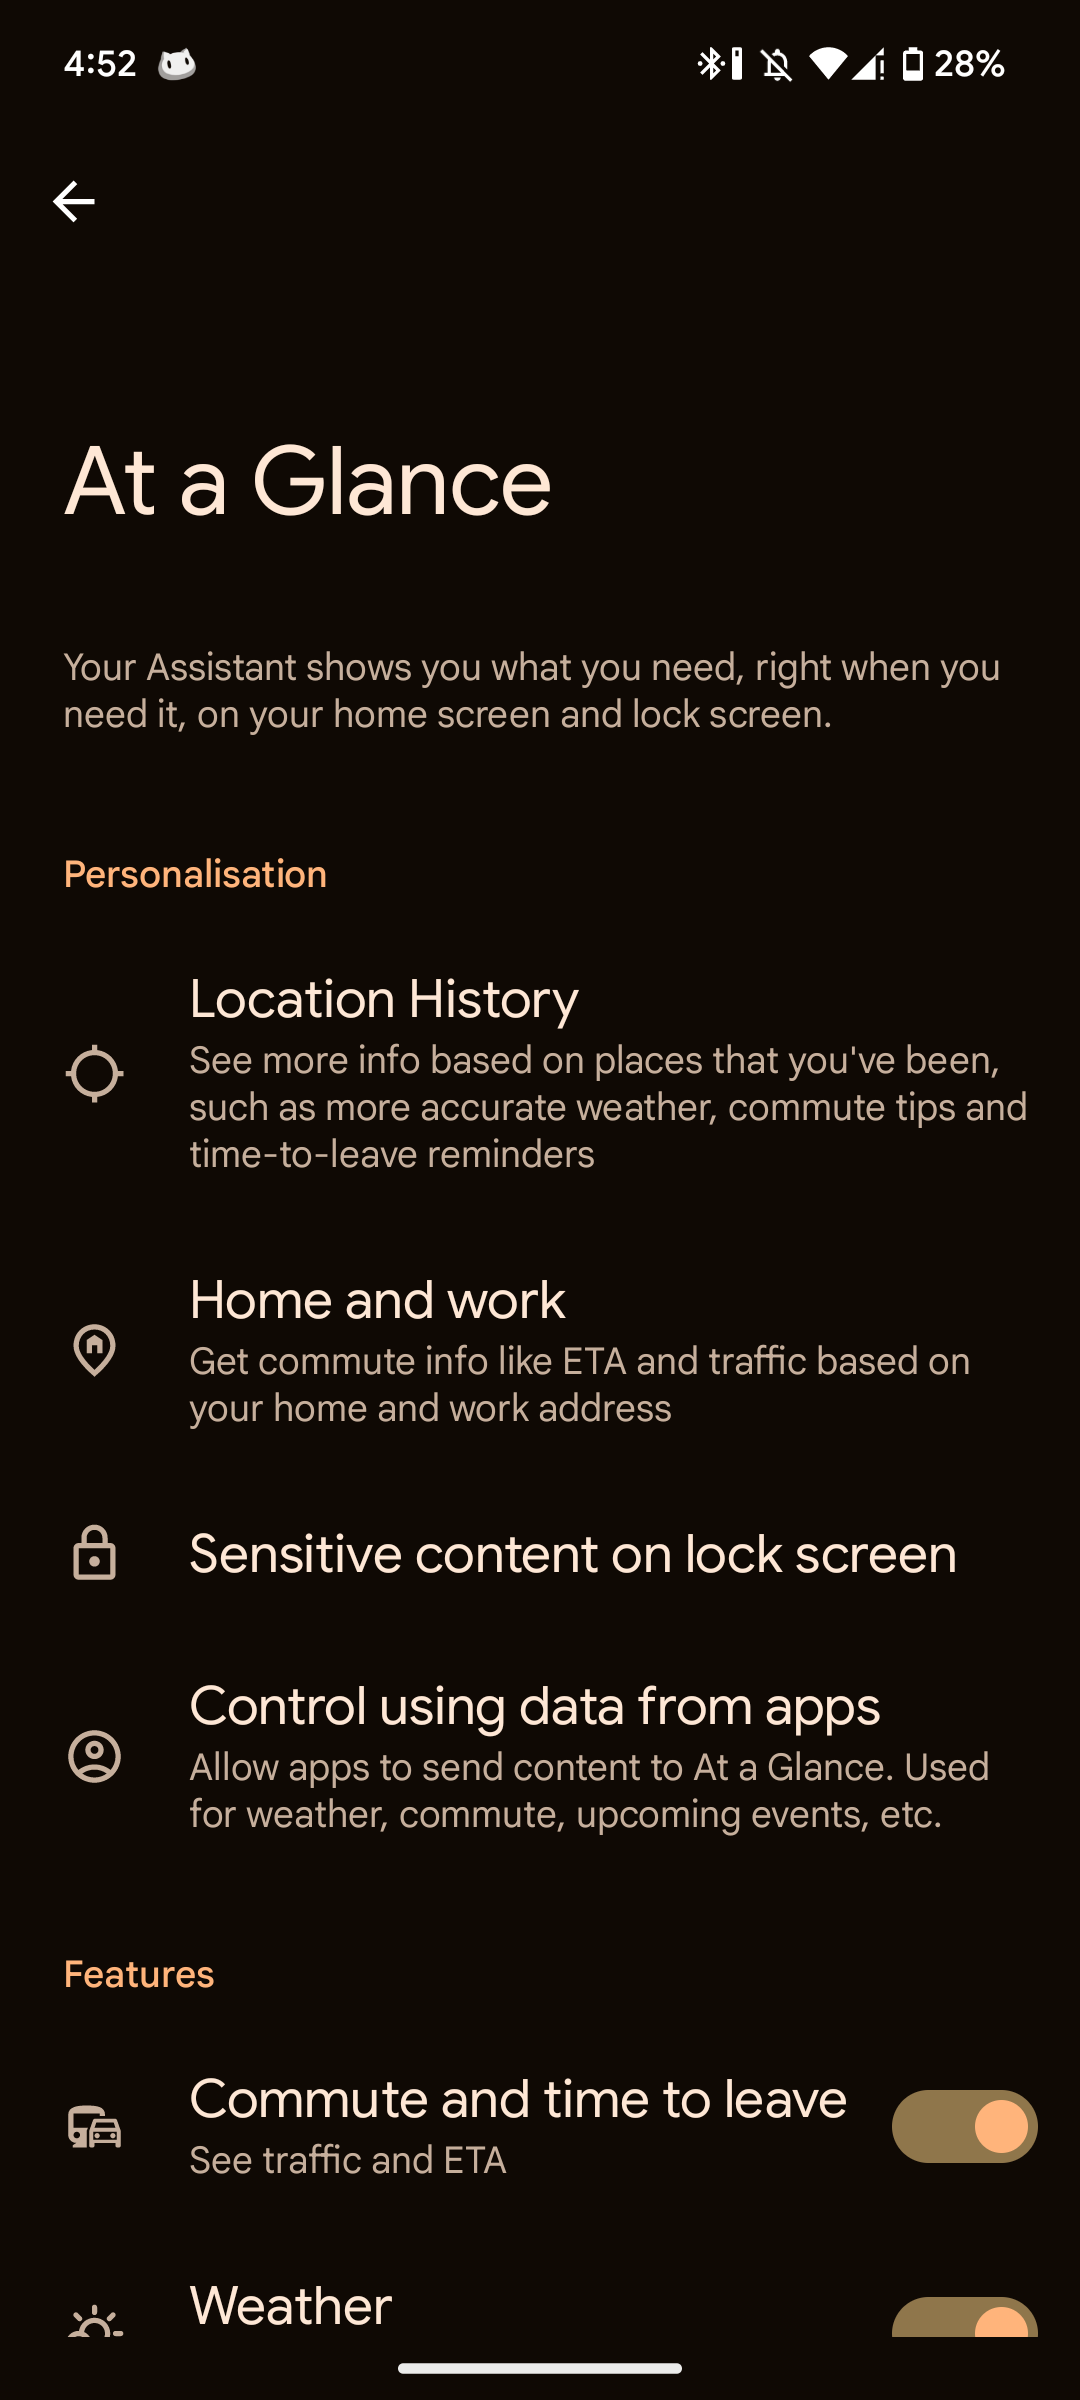 4:52
28%
At a Glance
Your Assistant shows you what you need, right when you
need it, on your home screen and lock screen.
Personalisation
Location History
See more info based on places that you've been,
such as more accurate weather, commute tips and
time-to-leave reminders
Home and work
Get commute info like ETA and traffic based on
your home and work address
Sensitive content on lock screen
Control using data from apps
Allow apps to send content to At a Glance. Used
for weather, commute, upcoming events, etc.
Features
Commute and time to leave
See traffic and ETA
Weather